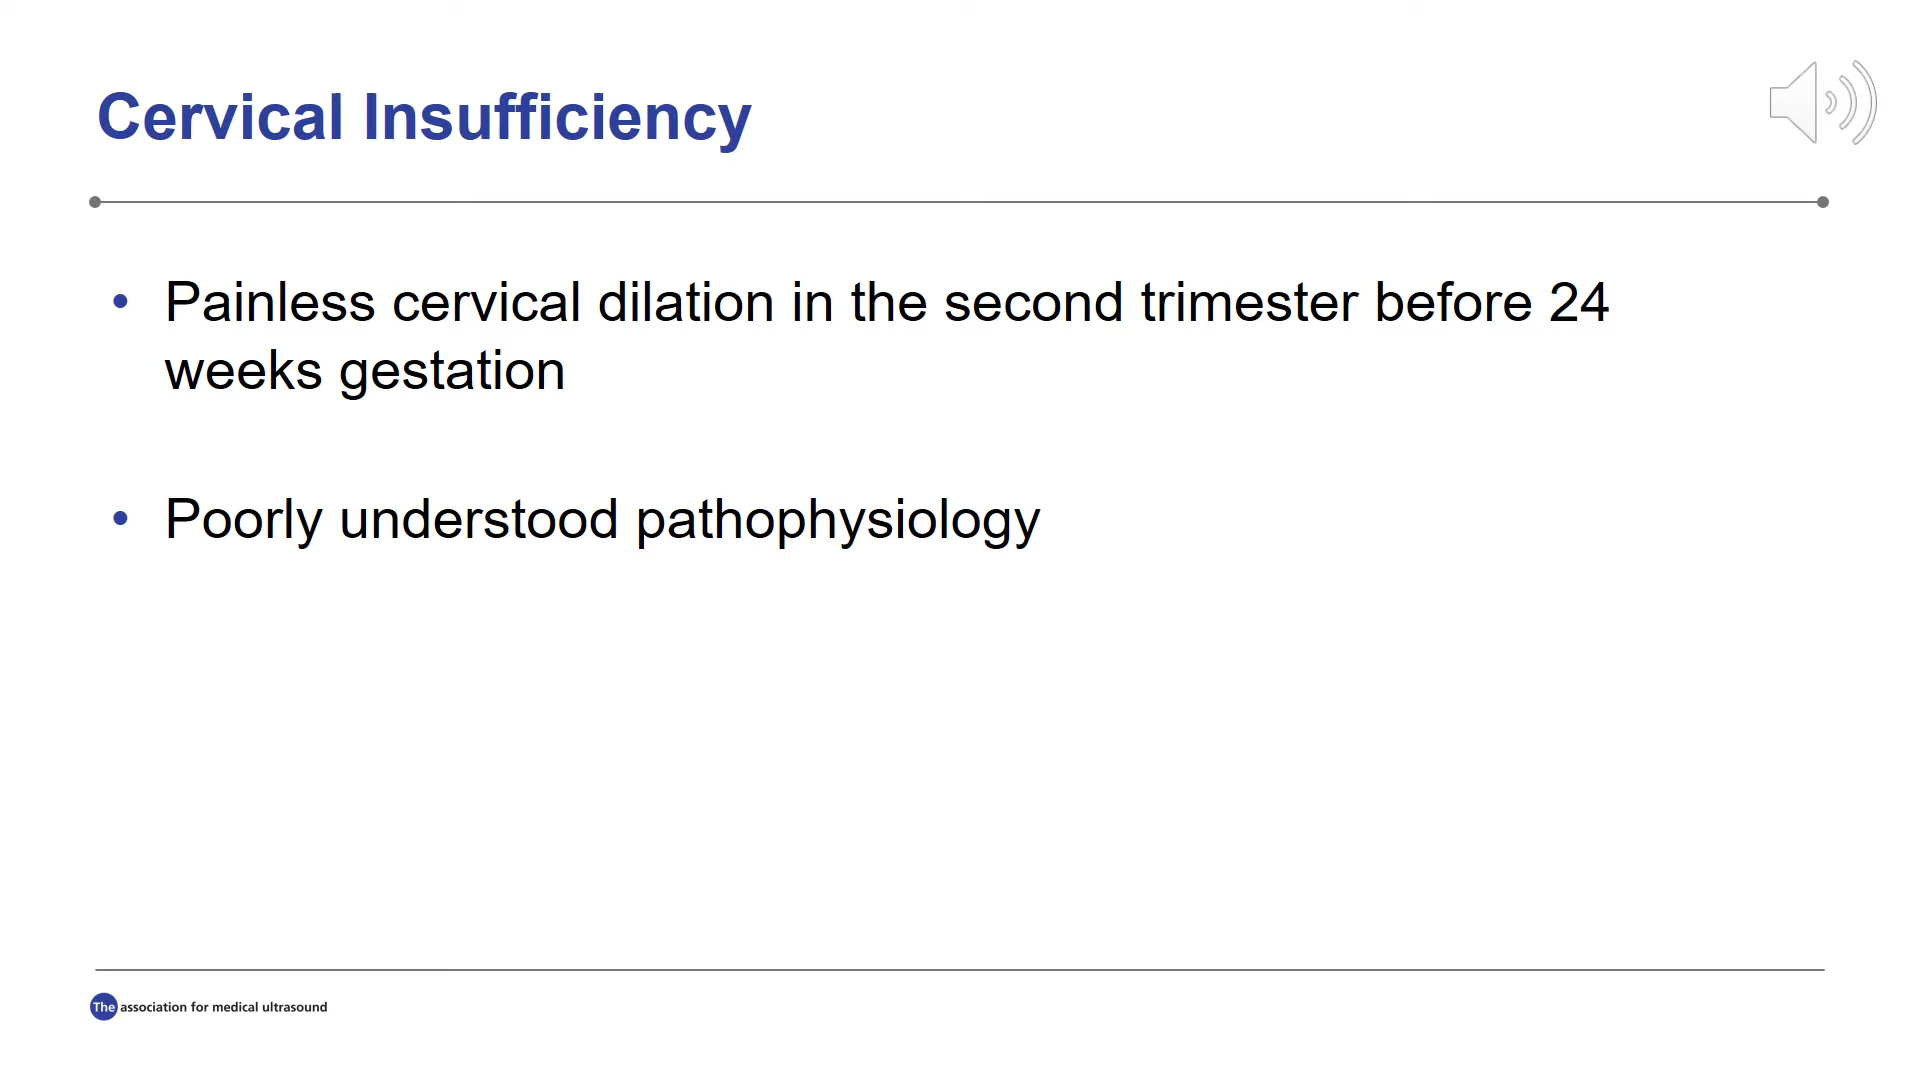 Cervical Insufficiency
• Painless cervical dilation in the second trimester before 24
weeks gestation
• Poorly understood pathophysiology
The association for medical ultrasound